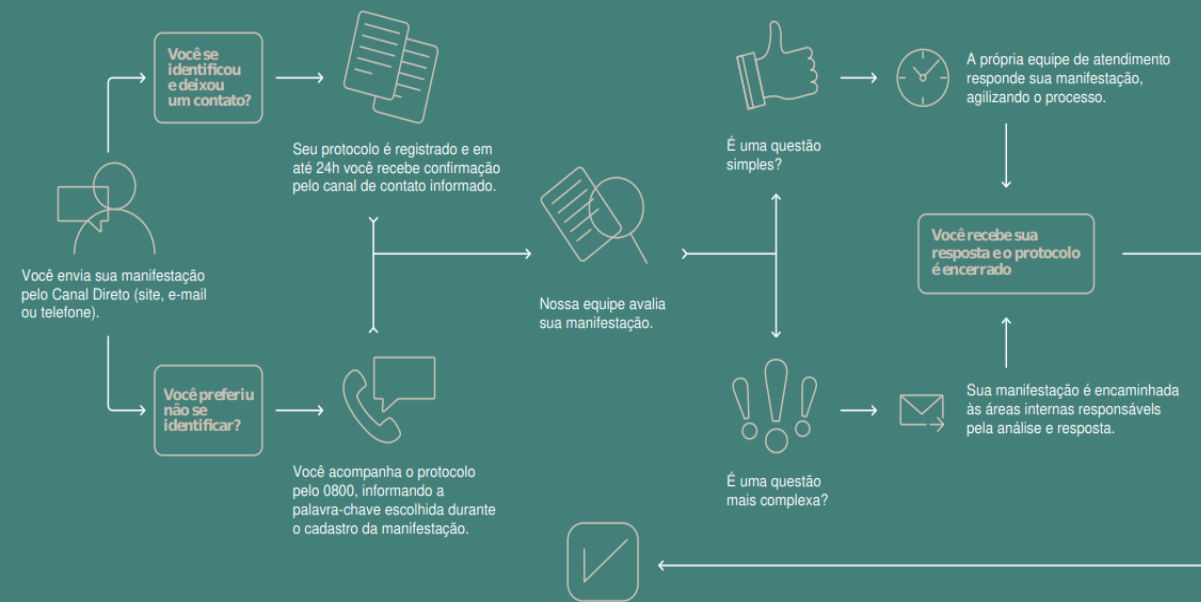 Você envia sua manifestação
pelo Canal Direto (site, e-mail
ou telefone).
Você se
identificou
e deixou
um contato?
Seu protocolo é registrado e em
até 24h você recebe confirmação
pelo canal de contato informado.
Você preferiu
não se
identificar?
Você acompanha o protocolo
pelo 0800, informando a
palavra-chave escolhida durante
o cadastro da manifestação.
Nossa equipe avalia
sua manifestação.
É uma questão
simples?
A própria equipe de atendimento
responde sua manifestação,
agilizando o processo.
É uma questão
mais complexa?
Sua manifestação é encaminhada
às áreas internas responsáveis
pela análise e resposta.
Você recebe sua
resposta e o protocolo
é encerrado